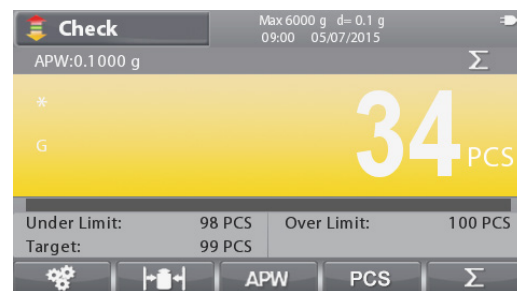 Check
Max 6000 g d= 0.1 g
09:00 05/07/2015
APW:0.1000 g
Σ
*
G
34 PCS
Under Limit: 98 PCS Over Limit: 100 PCS
Target: 99 PCS
APW PCS Σ